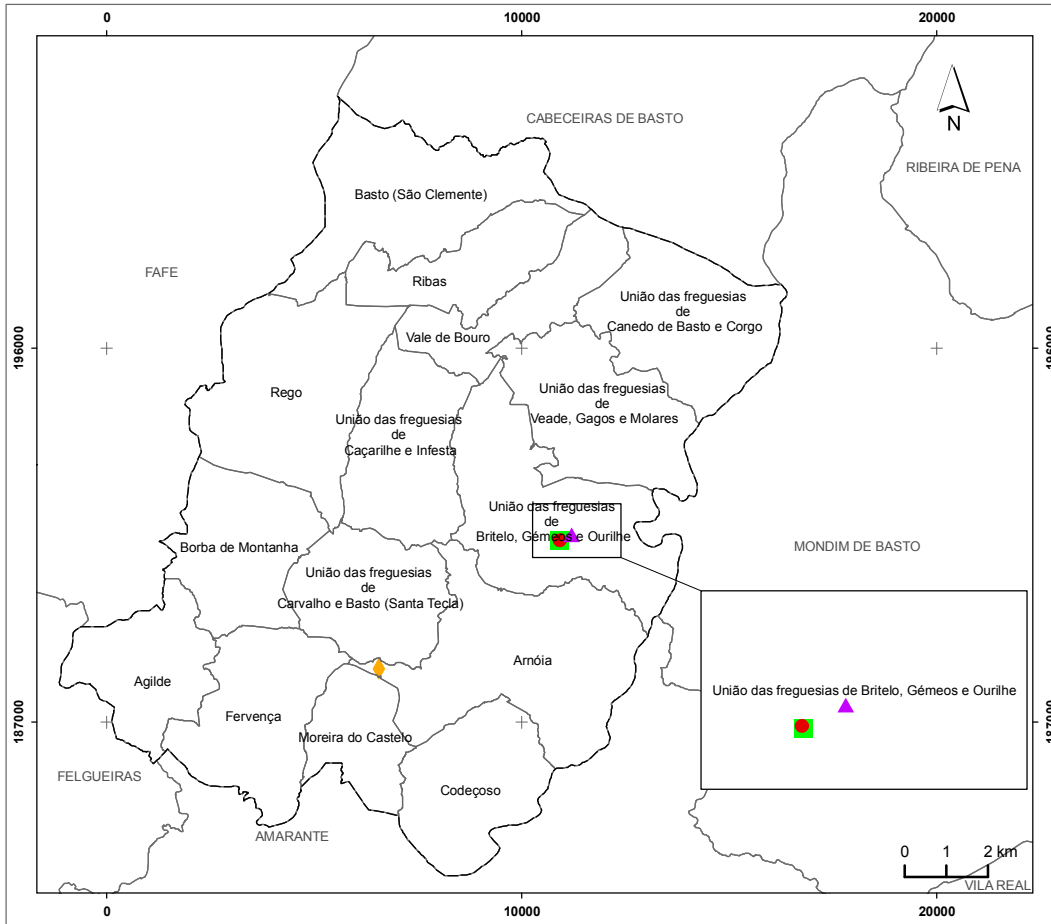 0
10000
20000
CABECEIRAS DE BASTO
N
RIBEIRA DE PENA
Basto (São Clemente)
FAFE
Ribas
União das freguesias
de
Canedo de Basto e Corgo
Vale de Bouro
196000
196000
Rego
União das freguesias
de
Veade, Gagos e Molares
União das freguesias
de
Caçarilhe e Infesta
União das freguesias
de
Britelo, Gémeos e Ourilhe
Borba de Montanha
MONDIM DE BASTO
União das freguesias
de
Carvalho e Basto (Santa Tecla)
Arnóia
Agilde
União das freguesias de Britelo, Gémeos e Ourilhe
Fervença
187000
187000
Moreira do Castelo
FELGUEIRAS
Codeçoso
AMARANTE
0 1 2 km
VILA REAL
0
10000
20000